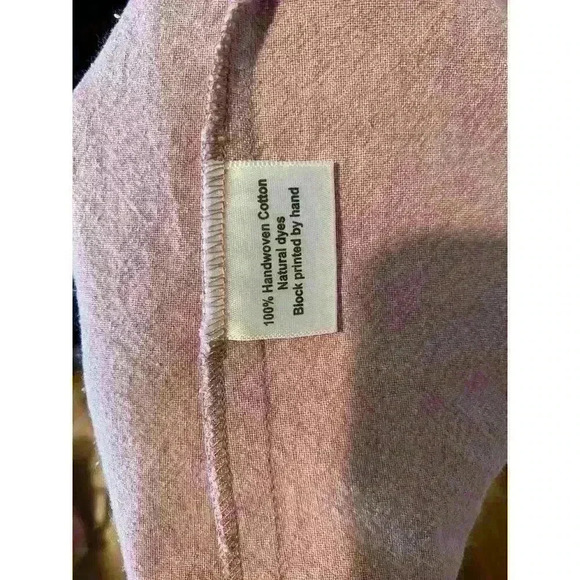 100% Handwoven Cotton
Natural dyes
Block printed by hand